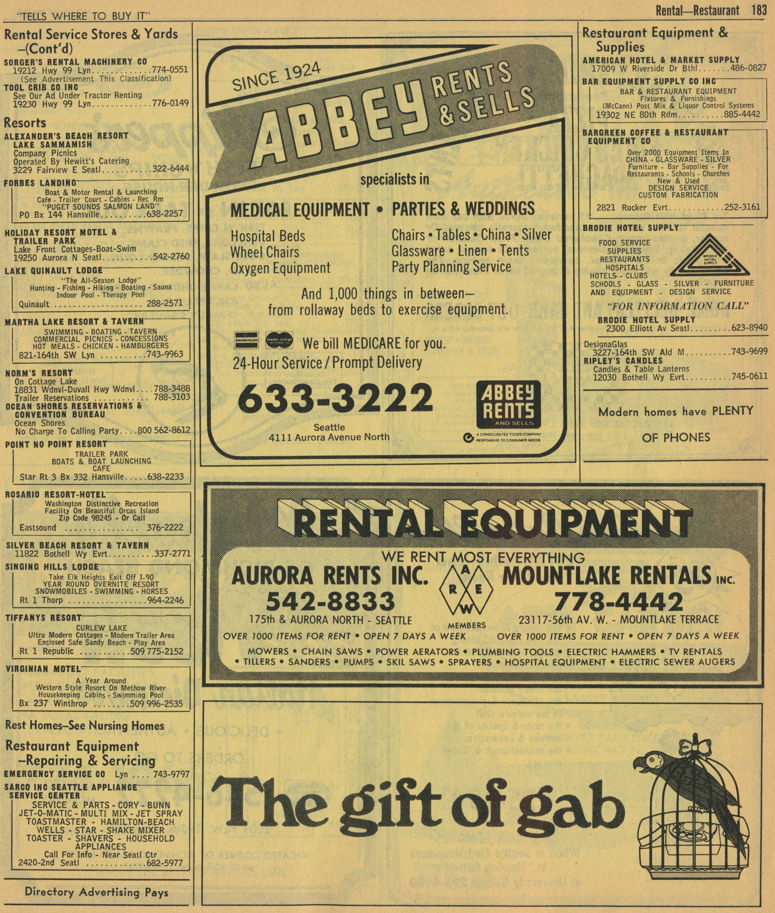 "TELLS WHERE TO BUY IT"
Rental—Restaurant 183
Rental Service Stores & Yards
—(Cont'd)
SORGER'S RENTAL MACHINERY CO
19212 Hwy 99 Lyn............774-0551
(See Advertisement This Classification)
TOOL CRIB CO INC
See Our Ad Under Tractor Renting
19230 Hwy 99 Lyn............776-0149
Resorts
ALEXANDER'S BEACH RESORT
LAKE SAMMAMISH
Company Picnics
Operated By Hewitt's Catering
3229 Fairview E Seatl.........322-6444
FORBES LANDING
Boat & Motor Rental & Launching
Cafe - Trailer Court - Cabins - Rec Rm
"PUGET SOUNDS SALMON LAND"
PO Bx 144 Hansville.........638-2257
HOLIDAY RESORT MOTEL &
TRAILER PARK
Lake Front Cottages-Boat-Swim
19250 Aurora N Seatl.........542-2760
LAKE QUINAULT LODGE
"The All-Season Lodge"
Hunting - Fishing - Hiking - Boating - Sauna
Indoor Pool - Therapy Pool
Quinault ................... 288-2571
MARTHA LAKE RESORT & TAVERN
SWIMMING - BOATING - TAVERN
COMMERCIAL PICNICS - CONCESSIONS
HOT MEALS - CHICKEN - HAMBURGERS
821-164th SW Lyn .........743-9963
NORM'S RESORT
On Cottage Lake
18831 Wdnvl-Duvall Hwy Wdnvl....788-3488
Trailer Reservations ............ 788-3103
OCEAN SHORES RESERVATIONS &
CONVENTION BUREAU
Ocean Shores
No Charge To Calling Party....800 562-8612
POINT NO POINT RESORT
TRAILER PARK
BOATS & BOAT LAUNCHING
CAFE
Star Rt 3 Bx 332 Hansville......638-2233
ROSARIO RESORT-HOTEL
Washington Distinctive Recreation
Facility On Beautiful Orcas Island
Zip Code 98245 - Or Call
Eastsound .................. 376-2222
SILVER BEACH RESORT & TAVERN
11822 Bothell Wy Evrt.........337-2771
SINGING HILLS LODGE
Take Elk Heights Exit Off I-90
YEAR ROUND OVERNITE RESORT
SNOWMOBILES - SWIMMING - HORSES
Rt 1 Thorp .................964-2246
TIFFANYS RESORT
CURLEW LAKE
Ultra Modern Cottages - Modern Trailer Area
Enclosed Safe Sandy Beach - Play Area
Rt 1 Republic ............509 775-2152
VIRGINIAN MOTEL
A Year Around
Western Style Resort On Methow River
Housekeeping Cabins - Swimming Pool
Bx 237 Winthrop .........509 996-2535
Rest Homes—See Nursing Homes
Restaurant Equipment
—Repairing & Servicing
EMERGENCY SERVICE CO Lyn .... 743-9797
SARCO INC SEATTLE APPLIANCE
SERVICE CENTER
SERVICE & PARTS - CORY - BUNN
JET-O-MATIC - MULTI MIX - JET SPRAY
TOASTMASTER - HAMILTON-BEACH
WELLS - STAR - SHAKE MIXER
TOASTER - SHAVERS - HOUSEHOLD
APPLIANCES
Call For Info - Near Seatl Ctr
2420-2nd Seatl .............682-5977
Directory Advertising Pays
SINCE 1924
ABBEY RENTS
& SELLS
specialists in
MEDICAL EQUIPMENT • PARTIES & WEDDINGS
Hospital Beds
Wheel Chairs
Oxygen Equipment
Chairs • Tables • China • Silver
Glassware • Linen • Tents
Party Planning Service
And 1,000 things in between—
from rollaway beds to exercise equipment.
We bill MEDICARE for you.
24-Hour Service/Prompt Delivery
633-3222
Seattle
4111 Aurora Avenue North
ABBEY
RENTS
AND SELLS
A CONSOLIDATED FOODS COMPANY
RESPONSIVE TO CONSUMER NEEDS
RENTAL EQUIPMENT
WE RENT MOST EVERYTHING
AURORA RENTS INC.
542-8833
175th & AURORA NORTH - SEATTLE
A
R E
W
MEMBERS
MOUNTLAKE RENTALS INC.
778-4442
23117-56th AV. W. - MOUNTLAKE TERRACE
OVER 1000 ITEMS FOR RENT • OPEN 7 DAYS A WEEK
OVER 1000 ITEMS FOR RENT • OPEN 7 DAYS A WEEK
MOWERS • CHAIN SAWS • POWER AERATORS • PLUMBING TOOLS • ELECTRIC HAMMERS • TV RENTALS
• TILLERS • SANDERS • PUMPS • SKIL SAWS • SPRAYERS • HOSPITAL EQUIPMENT • ELECTRIC SEWER AUGERS
The gift of gab
Restaurant Equipment &
Supplies
AMERICAN HOTEL & MARKET SUPPLY
17009 W Riverside Dr Bthl......486-0827
BAR EQUIPMENT SUPPLY CO INC
BAR & RESTAURANT EQUIPMENT
Fixtures & Furnishings
(McCann) Post Mix & Liquor Control Systems
19302 NE 80th Rdm..........885-4442
BARGREEN COFFEE & RESTAURANT
EQUIPMENT CO
Over 2000 Equipment Items In
CHINA - GLASSWARE - SILVER
Furniture - Bar Supplies - For
Restaurants - Schools - Churches
New & Used
DESIGN SERVICE
CUSTOM FABRICATION
2821 Rucker Evrt............252-3161
BRODIE HOTEL SUPPLY
FOOD SERVICE
SUPPLIES
RESTAURANTS
HOSPITALS
HOTELS - CLUBS
BRODIE
HOTEL
SUPPLY
SCHOOLS - GLASS - SILVER - FURNITURE
AND EQUIPMENT - DESIGN SERVICE
"FOR INFORMATION CALL"
BRODIE HOTEL SUPPLY
2300 Elliott Av Seatl..........623-8940
DesignaGlas
3227-164th SW Ald M.........743-9699
RIPLEY'S CANDLES
Candles & Table Lanterns
12030 Bothell Wy Evrt.........745-0611
Modern homes have PLENTY
OF PHONES